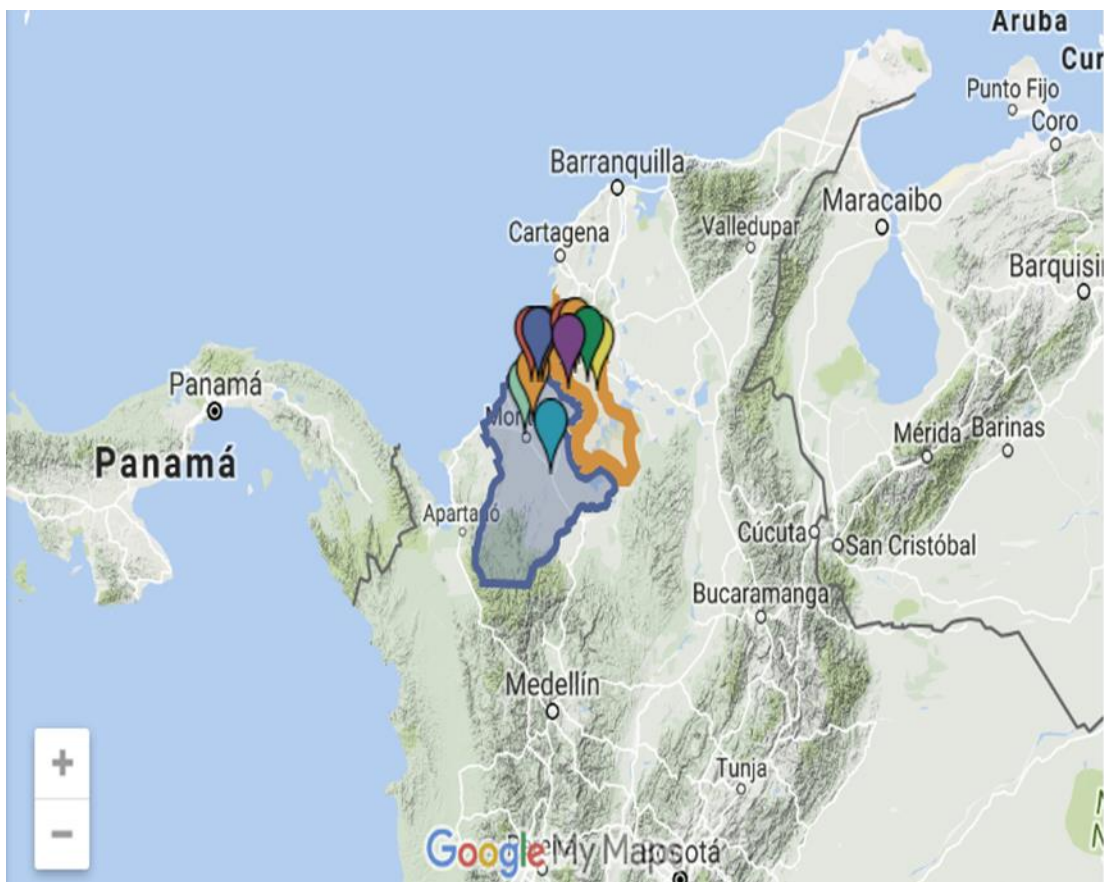 Aruba
Cur
Punto Fijo
Coro
Barranquilla
Maracaibo
Cartagena
Valledupar
Barquisi
Panamá
Panamá
Mérida
Barinas
Apartadó
Cúcuta
San Cristóbal
Bucaramanga
Medellín
Tunja
+
−
Google My Maps